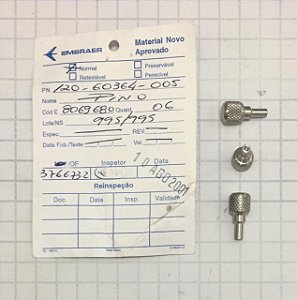 EMBRAER Material Novo
Aprovado
Normal Preservável
Retestável Perecível
PN 120-60364-005
Nome PINO
Cód E 8069680 Quant. 06
Lote/NS 995/995
Espec. REV.
Data Fab./Teste Val.
OF Inspetor Data
3766732 10 AGO 2001
Reinspeção
Doc. Data Insp. Validade